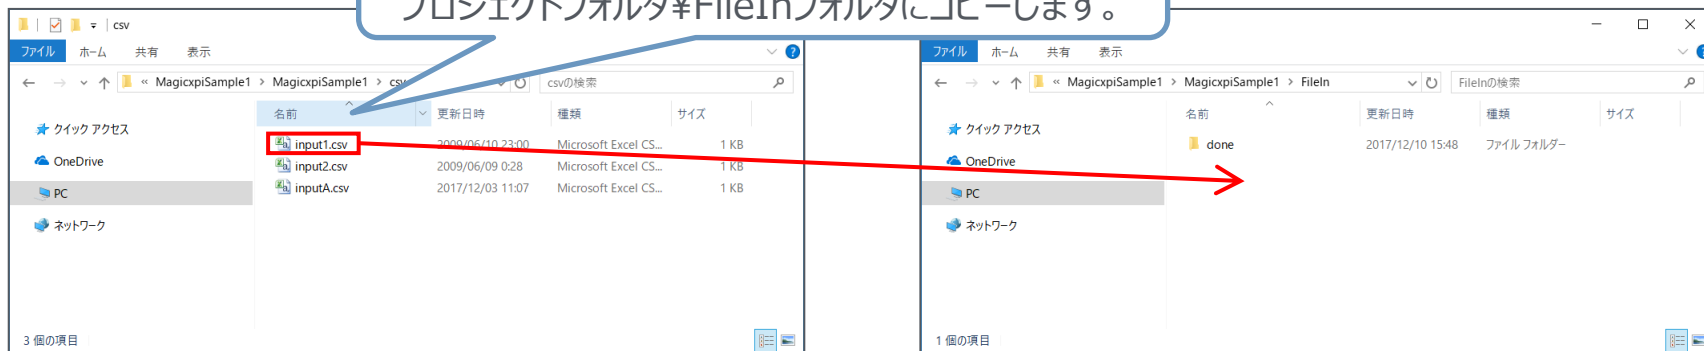 プロジェクトフォルダ¥FileInフォルダにコピーします。
csv
ファイル ホーム 共有 表示
« MagicxpiSample1 > MagicxpiSample1 > csv
csvの検索
名前 更新日時 種類 サイズ
クイック アクセス
OneDrive
PC
ネットワーク
input1.csv 2009/06/10 23:00 Microsoft Excel CS... 1 KB
input2.csv 2009/06/09 0:28 Microsoft Excel CS... 1 KB
inputA.csv 2017/12/03 11:07 Microsoft Excel CS... 1 KB
3 個の項目
ファイル ホーム 共有 表示
« MagicxpiSample1 > MagicxpiSample1 > FileIn
FileInの検索
名前 更新日時 種類 サイズ
クイック アクセス
OneDrive
PC
ネットワーク
done 2017/12/10 15:48 ファイル フォルダー
1 個の項目